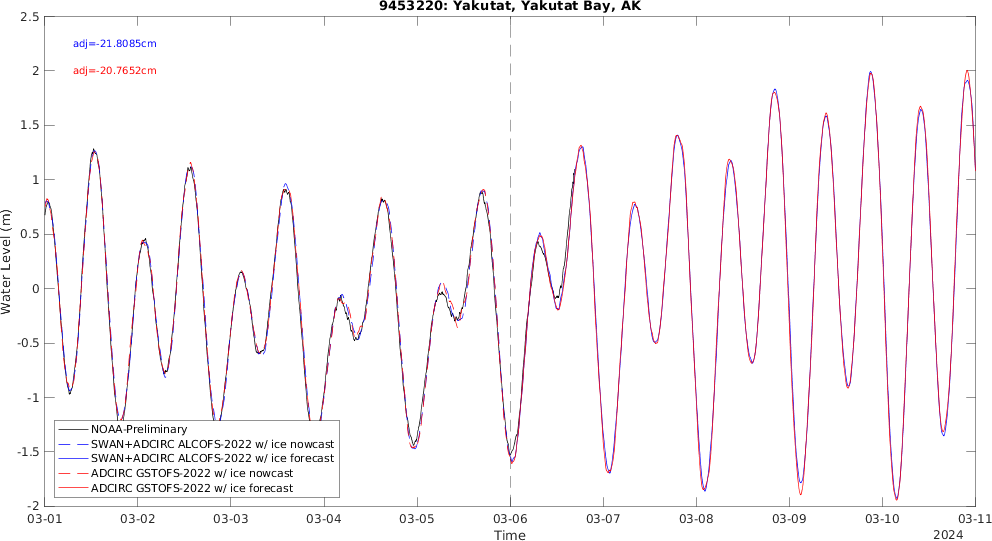 9453220: Yakutat, Yakutat Bay, AK
adj=-21.8085cm
adj=-20.7652cm
Water Level (m)
2.5
2
1.5
1
0.5
0
-0.5
-1
-1.5
-2
NOAA-Preliminary
SWAN+ADCIRC ALCOFS-2022 w/ ice nowcast
SWAN+ADCIRC ALCOFS-2022 w/ ice forecast
ADCIRC GSTOFS-2022 w/ ice nowcast
ADCIRC GSTOFS-2022 w/ ice forecast
03-01 03-02 03-03 03-04 03-05 03-06 03-07 03-08 03-09 03-10 03-11
Time
2024